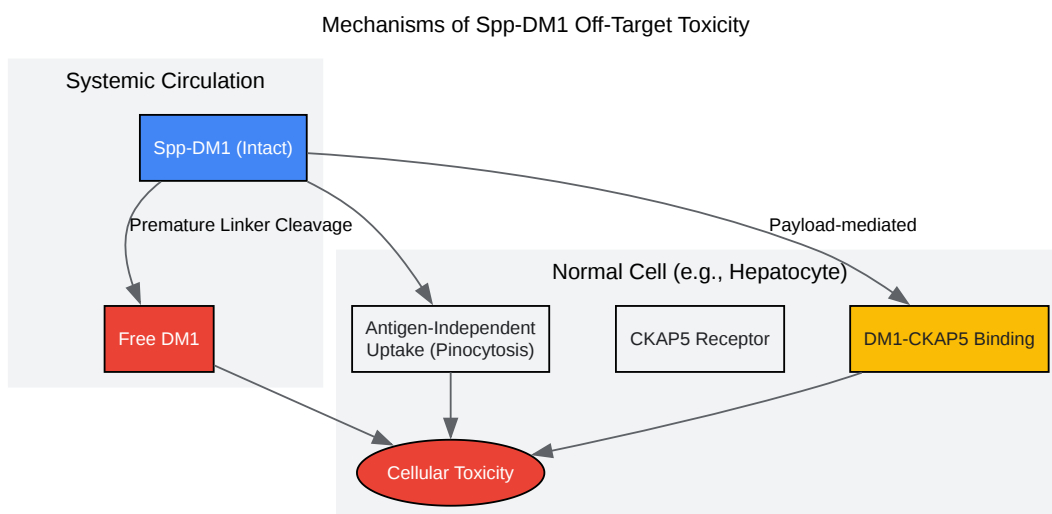 Mechanisms of Spp-DM1 Off-Target Toxicity
Systemic Circulation
Spp-DM1 (Intact)
Premature Linker Cleavage
Payload-mediated
Normal Cell (e.g., Hepatocyte)
Free DM1
Antigen-Independent
Uptake (Pinocytosis)
CKAP5 Receptor
DM1-CKAP5 Binding
Cellular Toxicity